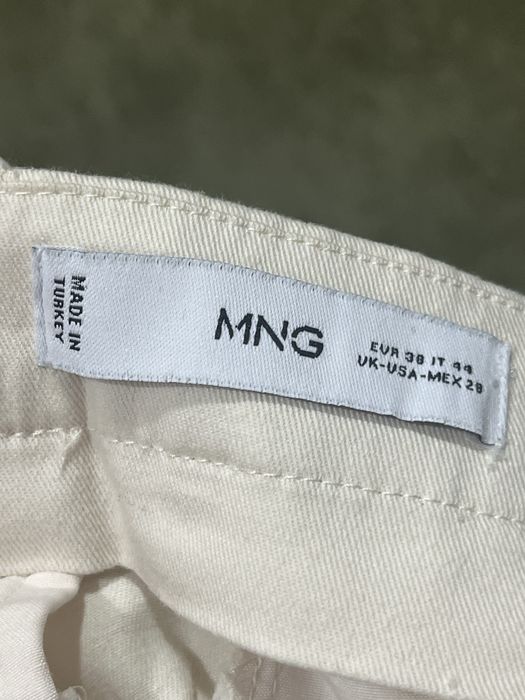 MADE IN
TURKEY
MNG
EUR 38 IT 44
UK-USA-MEX 28